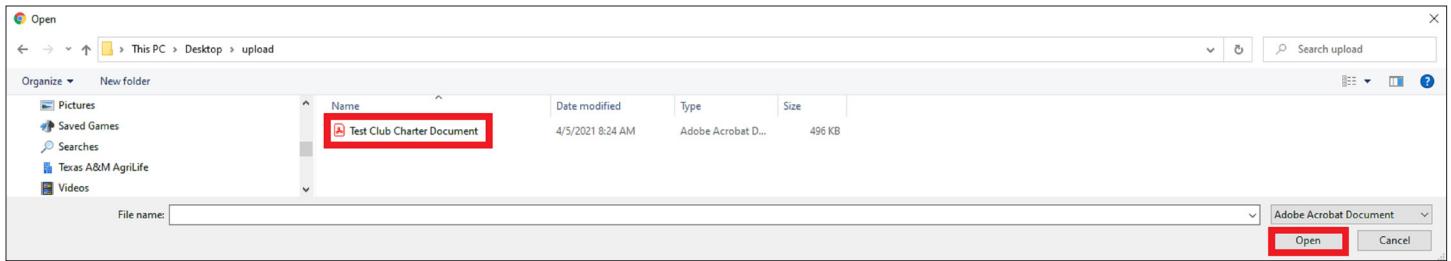 Open
This PC > Desktop > upload
Search upload
Organize
New folder
Pictures
Saved Games
Searches
Texas A&M AgriLife
Videos
Name Date modified Type Size
Test Club Charter Document 4/5/2021 8:24 AM Adobe Acrobat D... 496 KB
File name:
Adobe Acrobat Document
Open Cancel